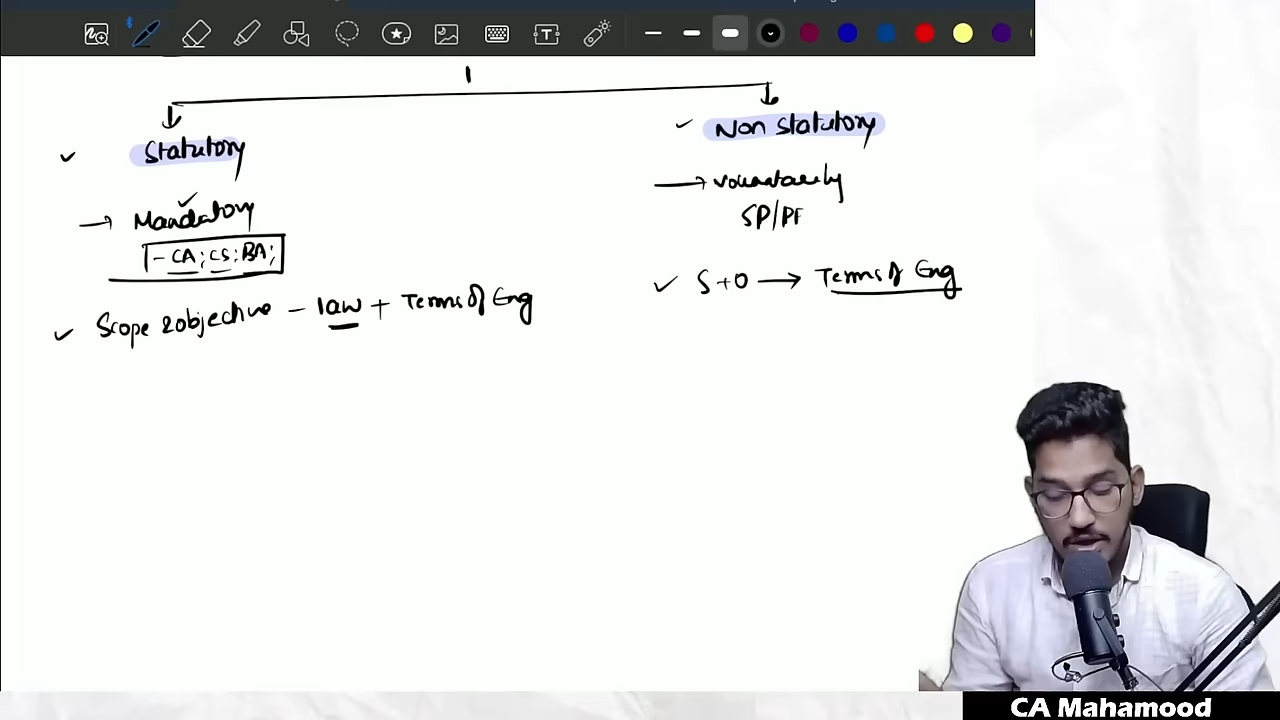 Statutory
Non Statutory
→ Mandatory
→ voluntarily
- CA; CS; BA;
SP/PF
Scope & objective - law + Terms of Eng
S+O → Terms of Eng
CA Mahamood